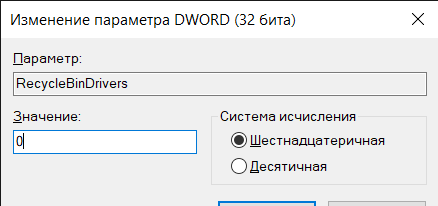 Изменение параметра DWORD (32 бита)
Параметр:
RecycleBinDrivers
Значение:
0
Система исчисления
Шестнадцатеричная
Десятичная